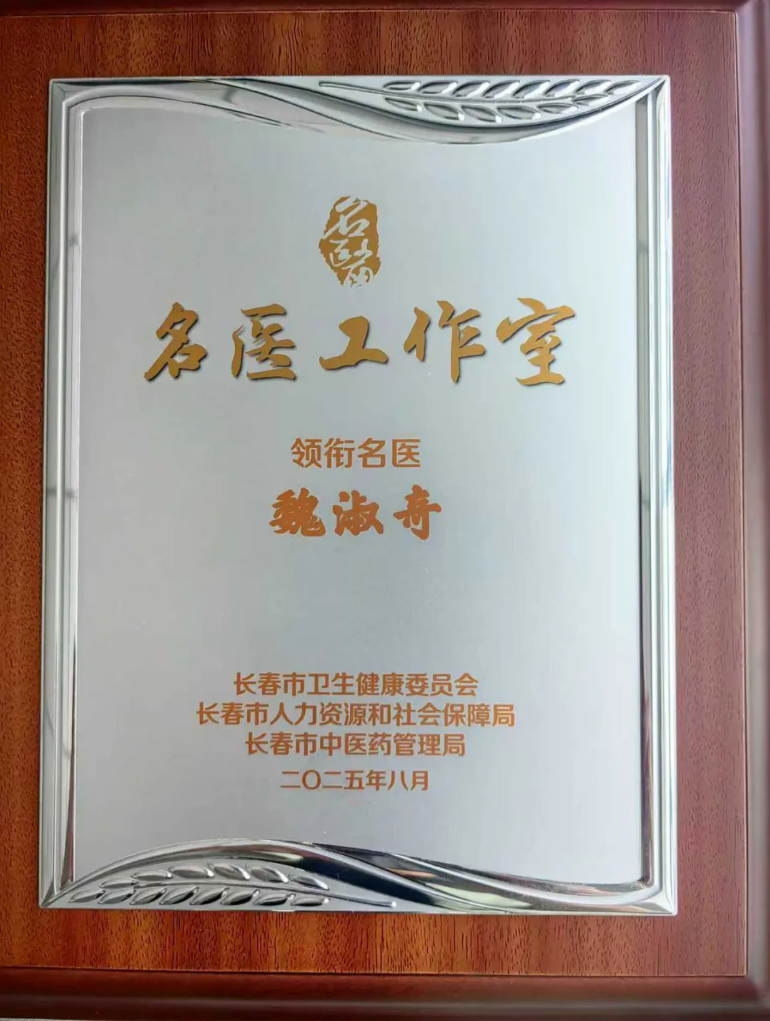 名醫
名医工作室
领衔名医
魏淑奇
长春市卫生健康委员会
长春市人力资源和社会保障局
长春市中医药管理局
二〇二五年八月